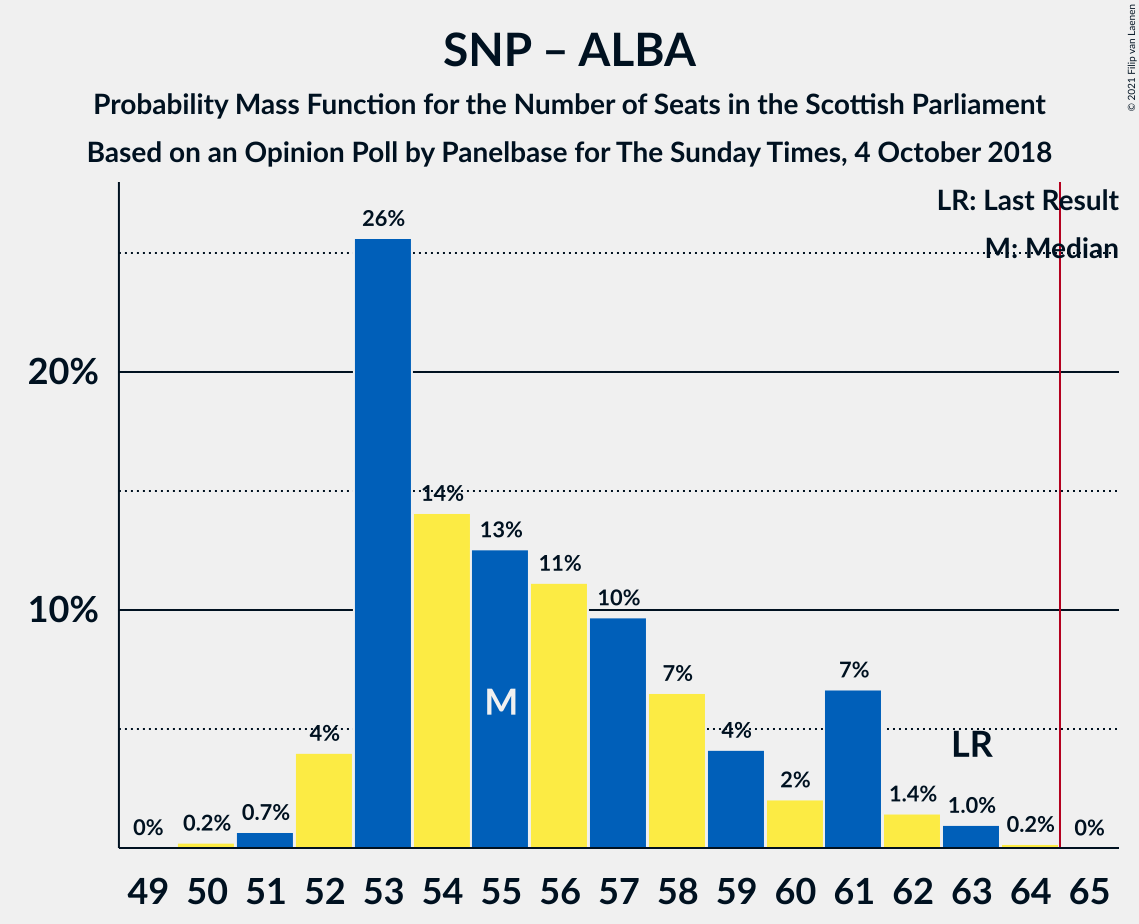 SNP – ALBA
Probability Mass Function for the Number of Seats in the Scottish Parliament
Based on an Opinion Poll by Panelbase for The Sunday Times, 4 October 2018
© 2021 Filip van Laenen
LR: Last Result
M: Median
20%
10%
0%
0.2%
0.7%
4%
26%
14%
13%
11%
10%
7%
4%
2%
7%
1.4%
1.0%
0.2%
0%
M
LR
49 50 51 52 53 54 55 56 57 58 59 60 61 62 63 64 65